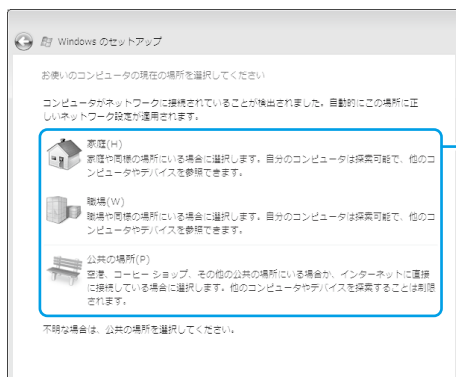 Windows のセットアップ
お使いのコンピュータの現在の場所を選択してください
コンピュータがネットワークに接続されていることが検出されました。自動的にこの場所に正
しいネットワーク設定が適用されます。
家庭(H)
家庭や同様の場所にいる場合に選択します。自分のコンピュータは探索可能で、他のコ
ンピュータやデバイスを参照できます。
職場(W)
職場や同様の場所にいる場合に選択します。自分のコンピュータは探索可能で、他のコ
ンピュータやデバイスを参照できます。
公共の場所(P)
空港、コーヒー ショップ、その他の公共の場所にいる場合か、インターネットに直接
に接続している場合に選択します。他のコンピュータやデバイスを探索することは制限
されます。
不明な場合は、公共の場所を選択してください。